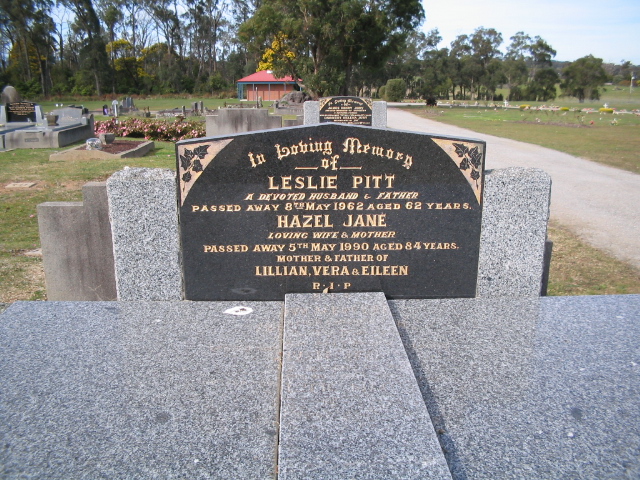 In Loving Memory
of
LESLIE PITT
A DEVOTED HUSBAND & FATHER
PASSED AWAY 8TH MAY 1962 AGED 62 YEARS.
HAZEL JANE
LOVING WIFE & MOTHER
PASSED AWAY 5TH MAY 1990 AGED 84 YEARS.
MOTHER & FATHER OF
LILLIAN, VERA & EILEEN
R·I·P